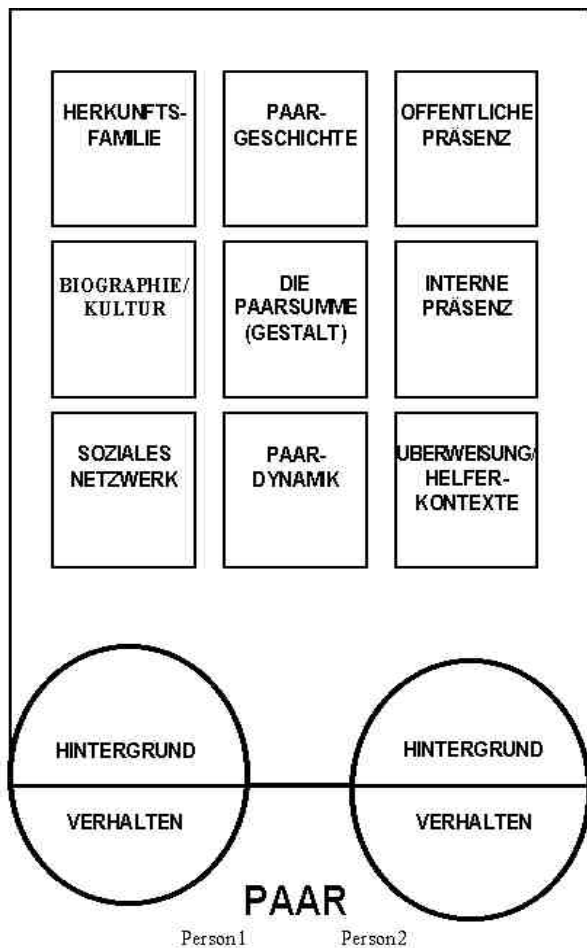 HERKUNFTS-
FAMILIE
PAAR-
GESCHICHTE
OFFENTLICHE
PRÄSENZ
BIOGRAPHIE/
KULTUR
DIE
PAARSUMME
(GESTALT)
INTERNE
PRÄSENZ
SOZIALES
NETZWERK
PAAR-
DYNAMIK
UBERWEISUNG/
HELFER-
KONTEXTE
HINTERGRUND
VERHALTEN
HINTERGRUND
VERHALTEN
PAAR
Person1
Person2